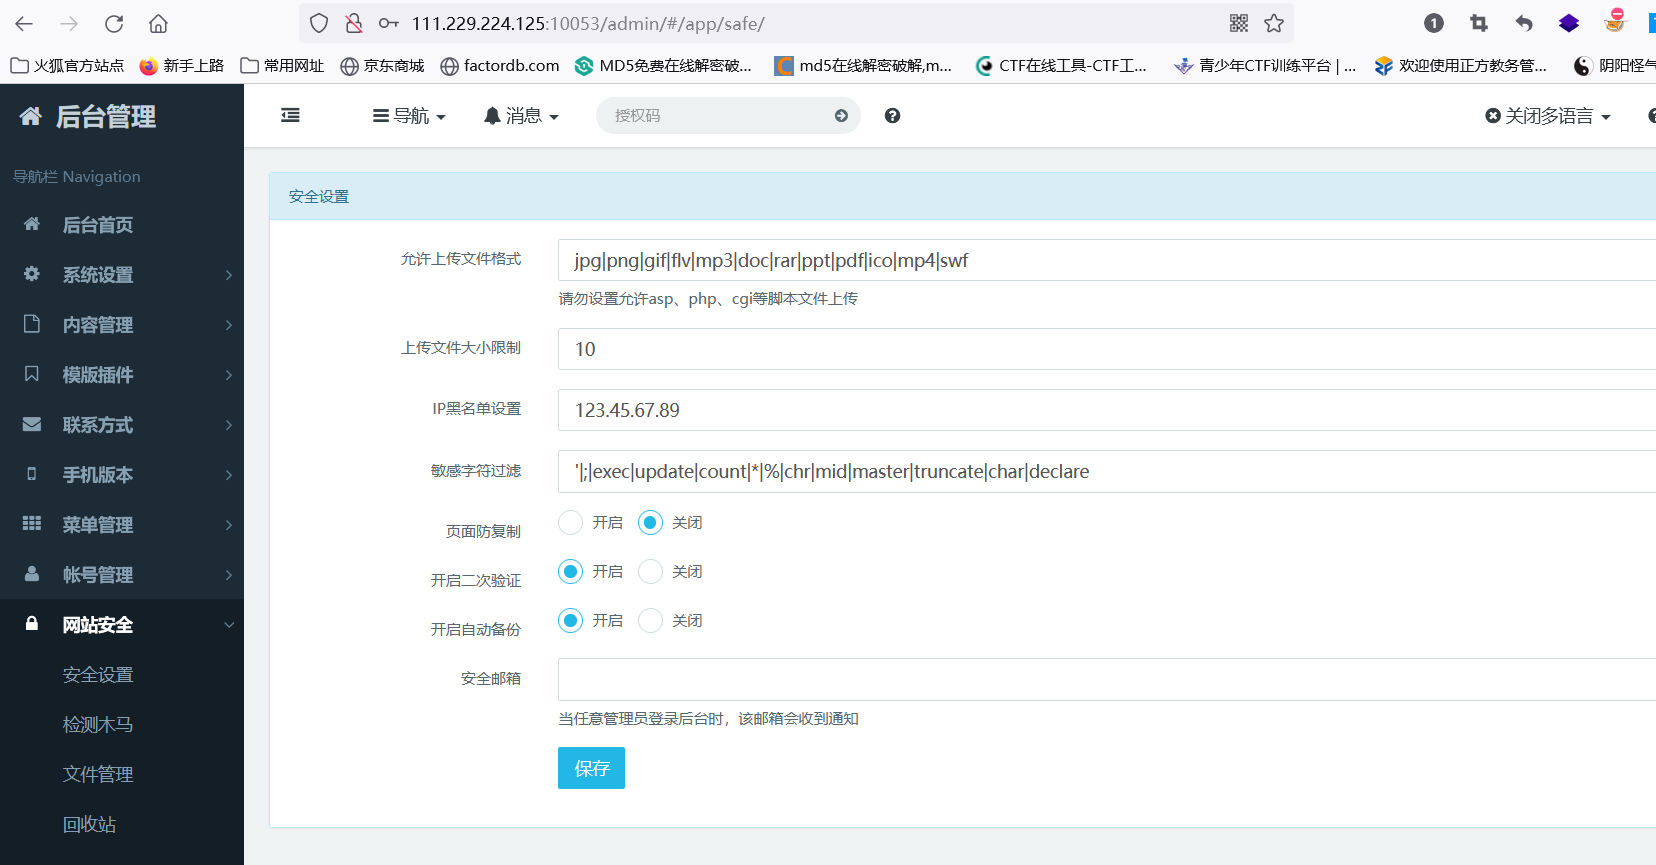 111.229.224.125:10053/admin/#/app/safe/
1
火狐官方站点 新手上路 常用网址 京东商城 factordb.com MD5免费在线解密破... md5在线解密破解,m... CTF在线工具-CTF工... 青少年CTF训练平台 | ... 欢迎使用正方教务管... 阴阳怪气
后台管理
导航 消息 授权码 关闭多语言
导航栏 Navigation
后台首页
系统设置
内容管理
模版插件
联系方式
手机版本
菜单管理
帐号管理
网站安全
安全设置
检测木马
文件管理
回收站
安全设置
允许上传文件格式 jpg|png|gif|flv|mp3|doc|rar|ppt|pdf|ico|mp4|swf
请勿设置允许asp、php、cgi等脚本文件上传
上传文件大小限制 10
IP黑名单设置 123.45.67.89
敏感字符过滤 '|;|exec|update|count|*|%|chr|mid|master|truncate|char|declare
页面防复制 开启 关闭
开启二次验证 开启 关闭
开启自动备份 开启 关闭
安全邮箱
当任意管理员登录后台时，该邮箱会收到通知
保存